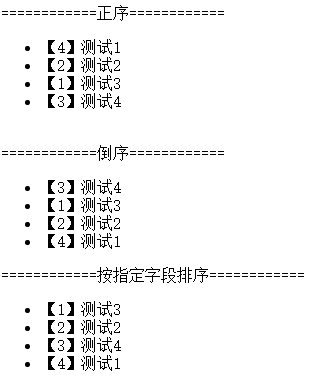 ============正序============
• 【4】测试1
• 【2】测试2
• 【1】测试3
• 【3】测试4
============倒序============
• 【3】测试4
• 【1】测试3
• 【2】测试2
• 【4】测试1
============按指定字段排序============
• 【1】测试3
• 【2】测试2
• 【3】测试4
• 【4】测试1